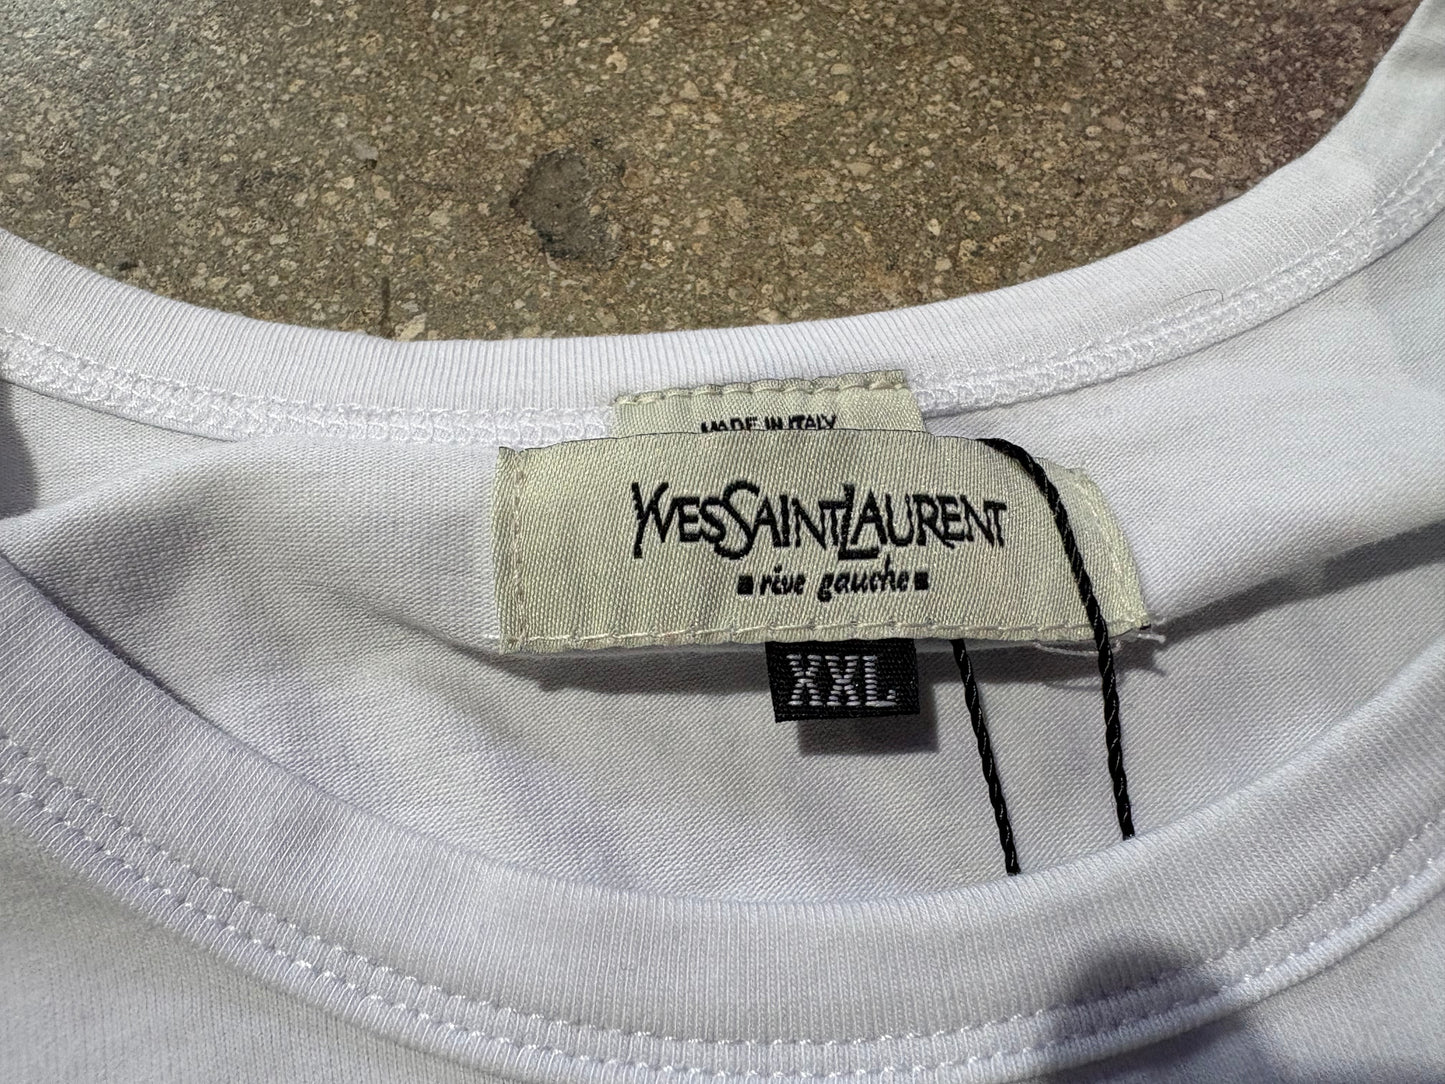 MADE IN ITALY
YVESSAINTLAURENT
rive gauche
XXL